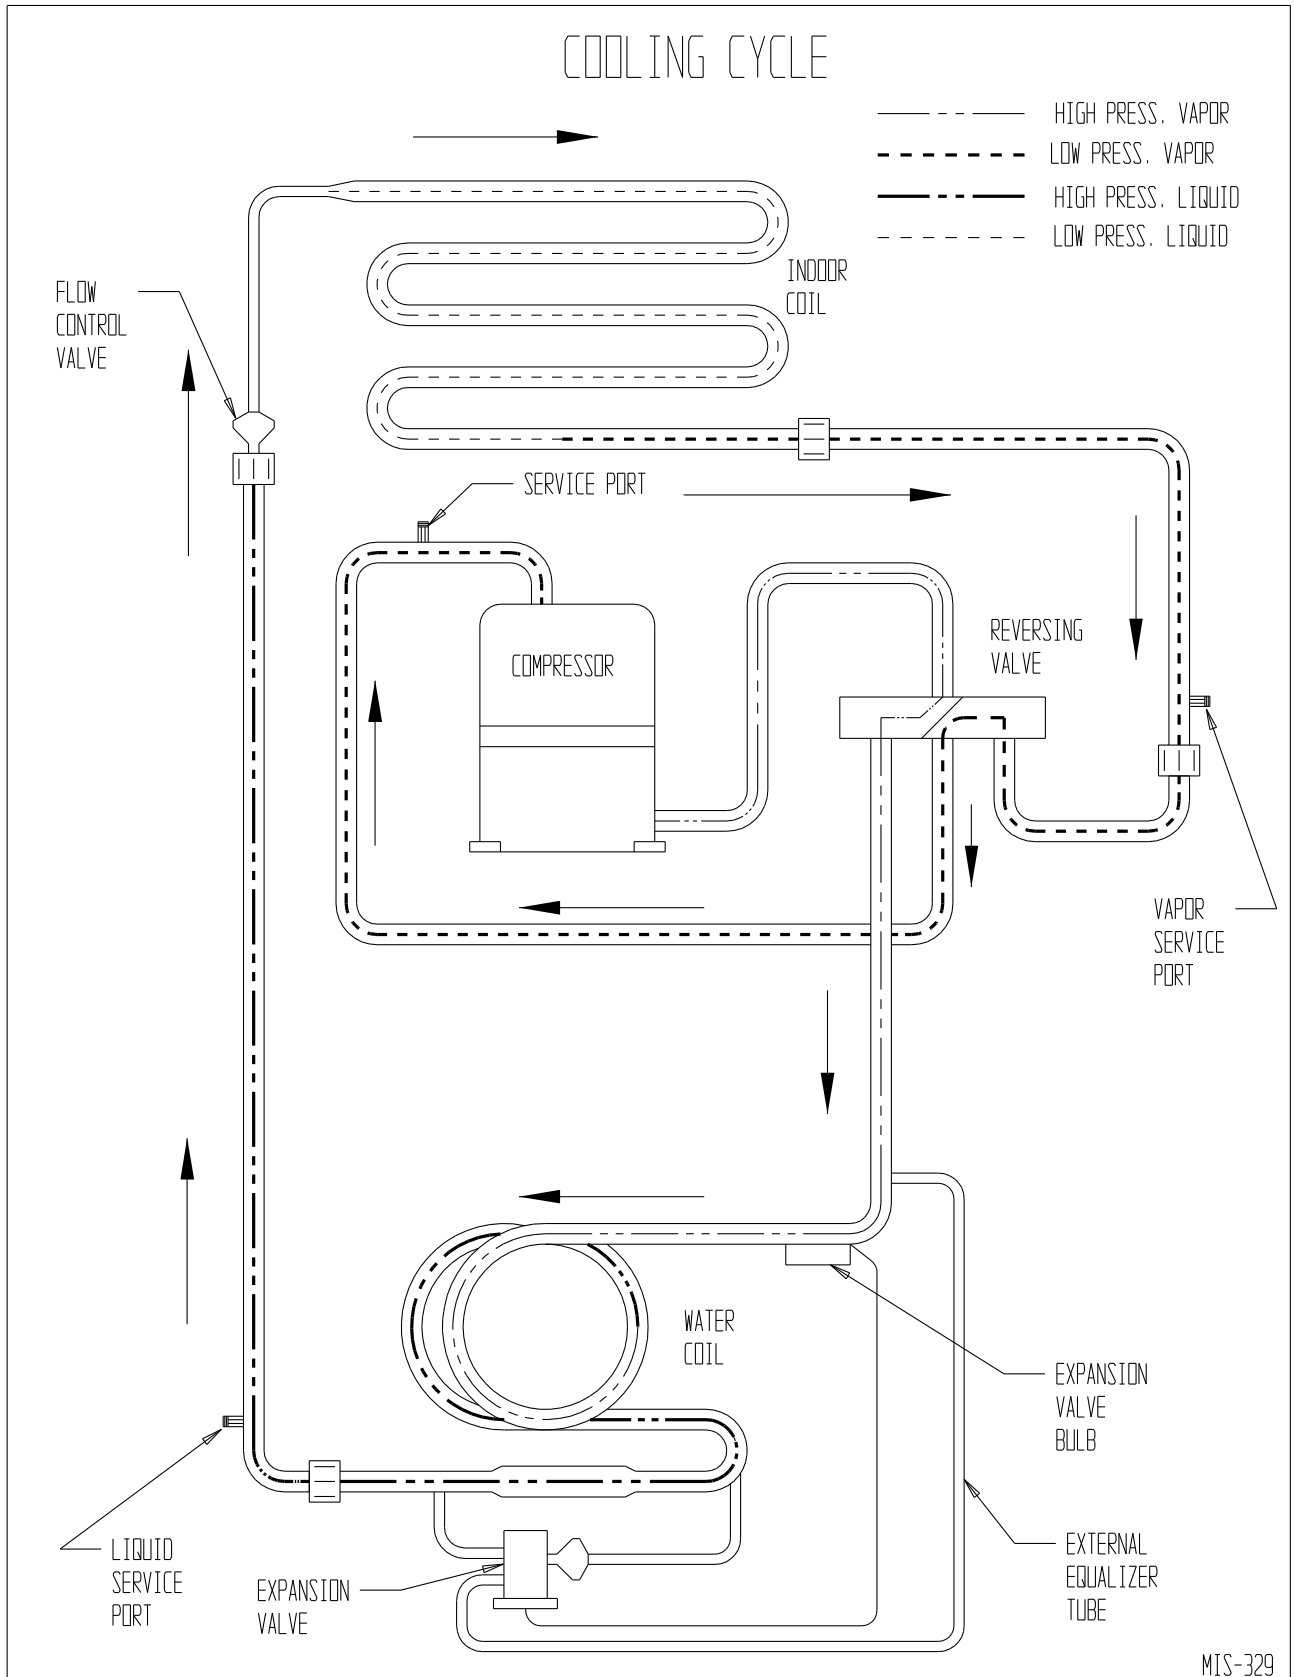 COOLING CYCLE
HIGH PRESS. VAPOR
LOW PRESS. VAPOR
HIGH PRESS. LIQUID
LOW PRESS. LIQUID
INDOOR
COIL
FLOW
CONTROL
VALVE
SERVICE PORT
REVERSING
VALVE
COMPRESSOR
VAPOR
SERVICE
PORT
WATER
COIL
EXPANSION
VALVE
BULB
LIQUID
SERVICE
PORT
EXPANSION
VALVE
EXTERNAL
EQUALIZER
TUBE
MIS-329